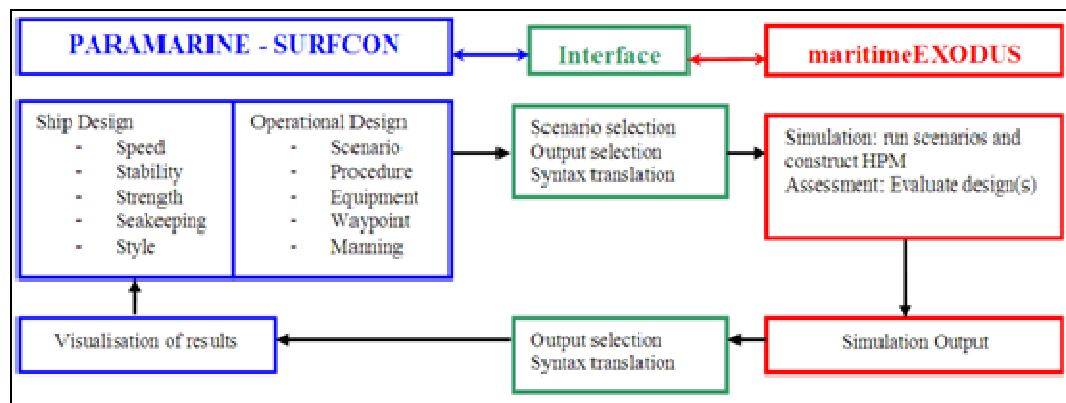 PARAMARINE - SURFCON
Interface
maritimeEXODUS
Ship Design
- Speed
- Stability
- Strength
- Seakeeping
- Style
Operational Design
- Scenario
- Procedure
- Equipment
- Waypoint
- Manning
Scenario selection
Output selection
Syntax translation
Simulation: run scenarios and
construct HPM
Assessment: Evaluate design(s)
Visualisation of results
Output selection
Syntax translation
Simulation Output